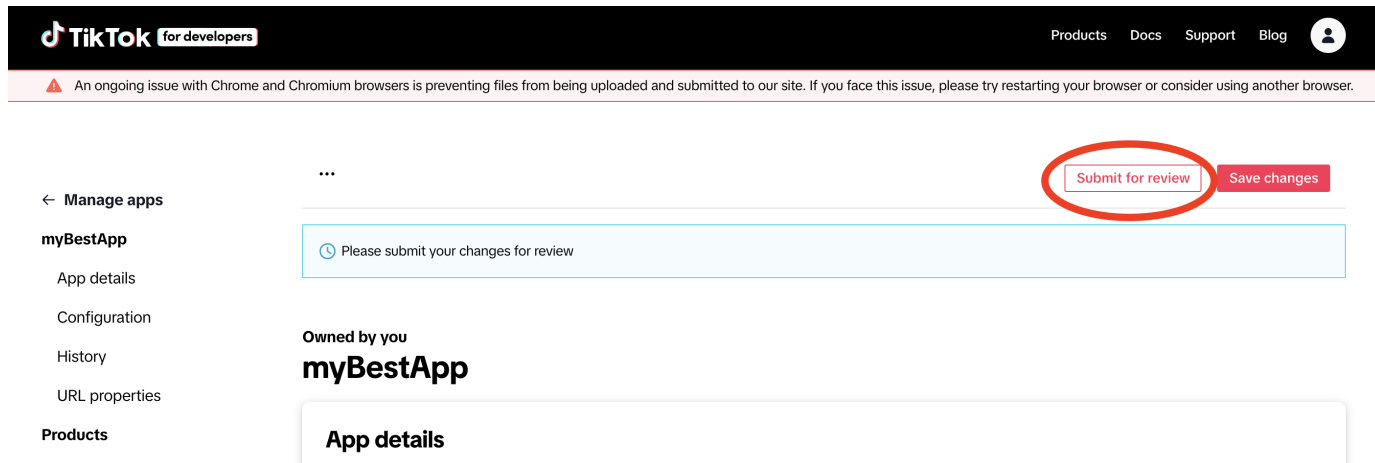 TikTok for developers
Products Docs Support Blog
An ongoing issue with Chrome and Chromium browsers is preventing files from being uploaded and submitted to our site. If you face this issue, please try restarting your browser or consider using another browser.
...
Submit for review Save changes
← Manage apps
myBestApp
App details
Configuration
History
URL properties
Products
Please submit your changes for review
Owned by you
myBestApp
App details